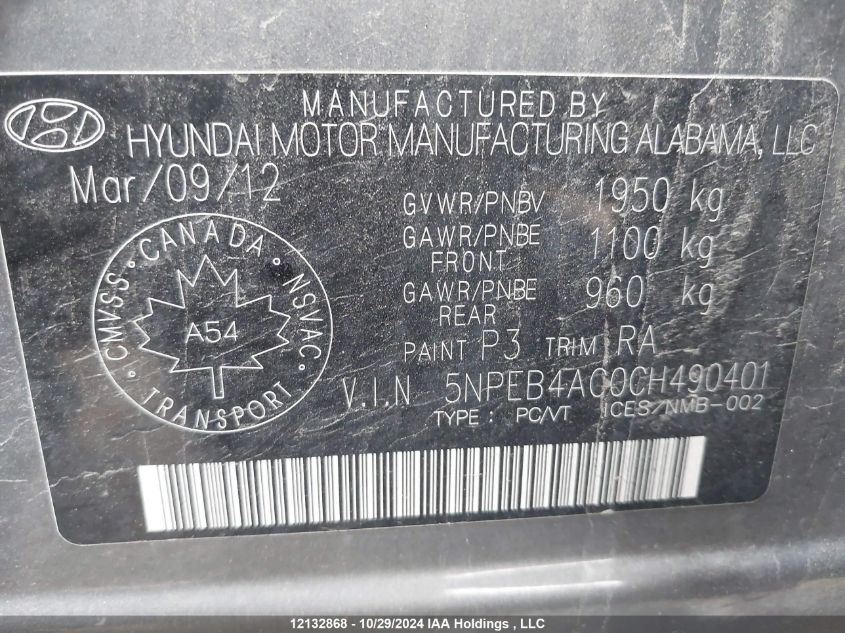 MANUFACTURED BY
HYUNDAI MOTOR MANUFACTURING ALABAMA, LLC
Mar/09/12
GVWR/PNBV 1950 kg
GAWR/PNBE FRONT 1100 kg
GAWR/PNBE REAR 960 kg
PAINT P3 TRIM RA
V.I.N 5NPEB4AC0CH490401
TYPE: PC/VT ICES/NMB-002
CMVSS • CANADA • NSVAC
A54
• TRANSPORT •
12132868 - 10/29/2024 IAA Holdings , LLC